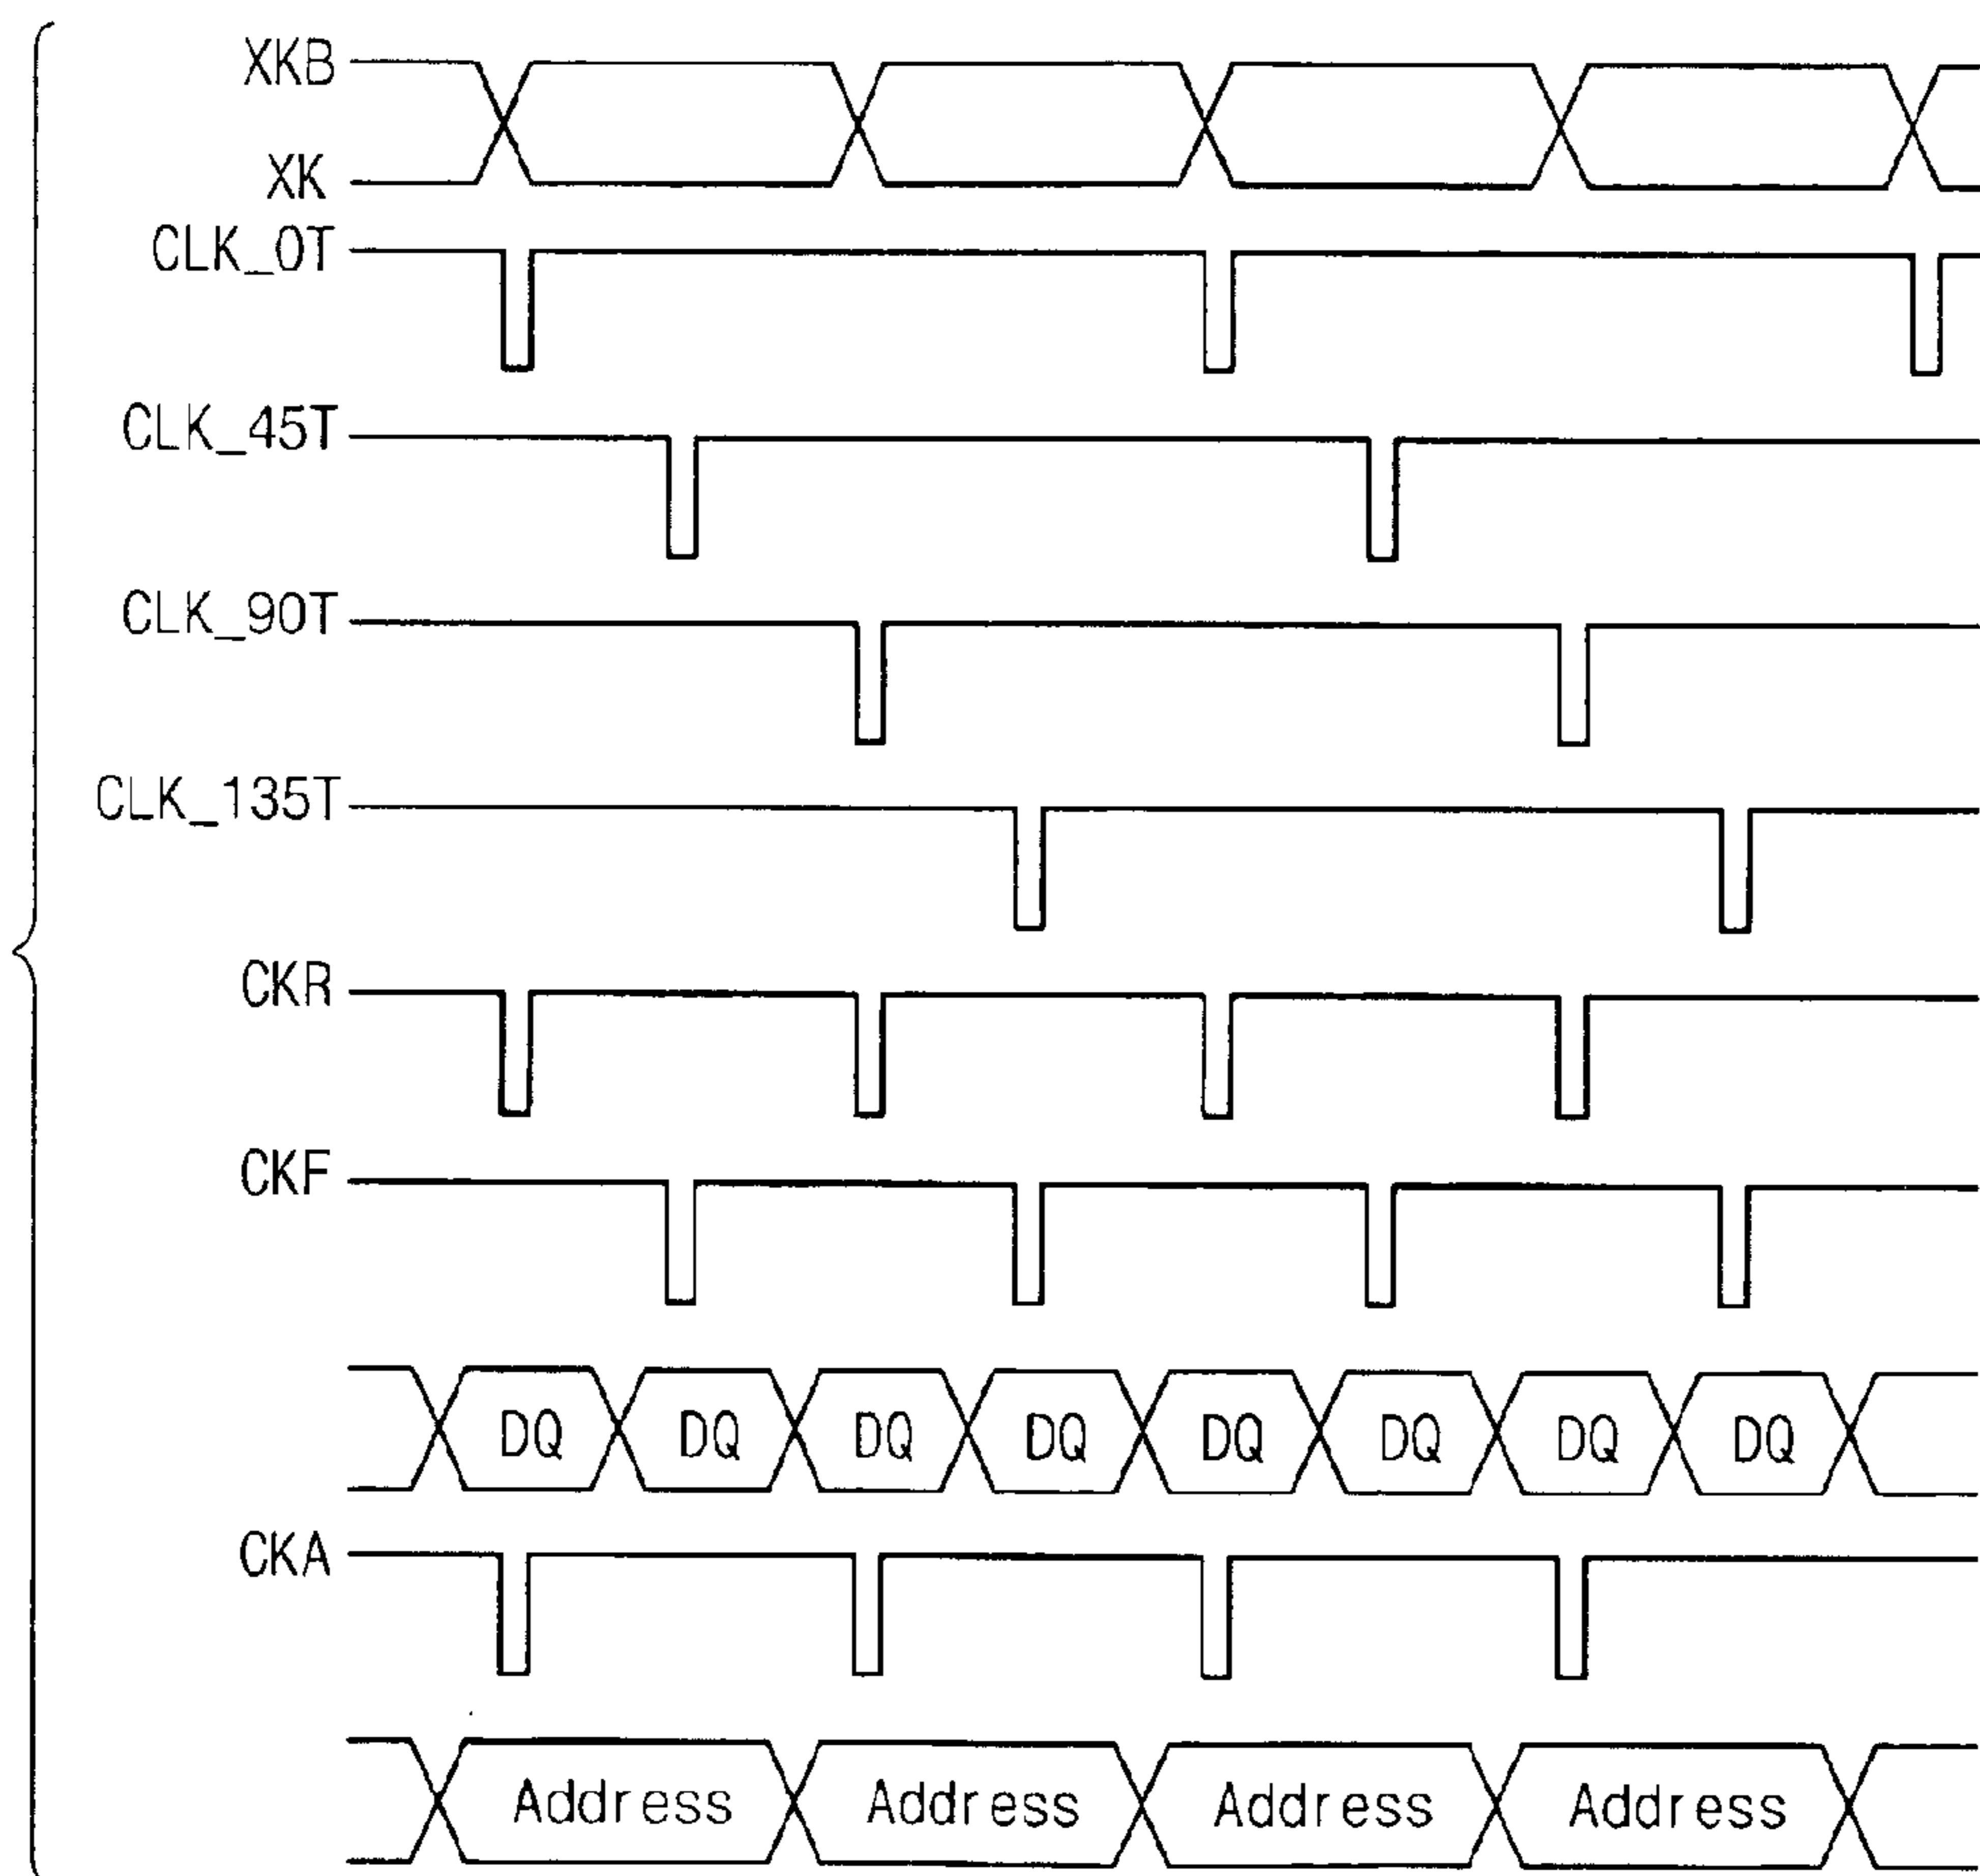 XKB
XK
CLK_0T
CLK_45T
CLK_90T
CLK_135T
CKR
CKF
DQ DQ DQ DQ DQ DQ DQ DQ
CKA
Address Address Address Address